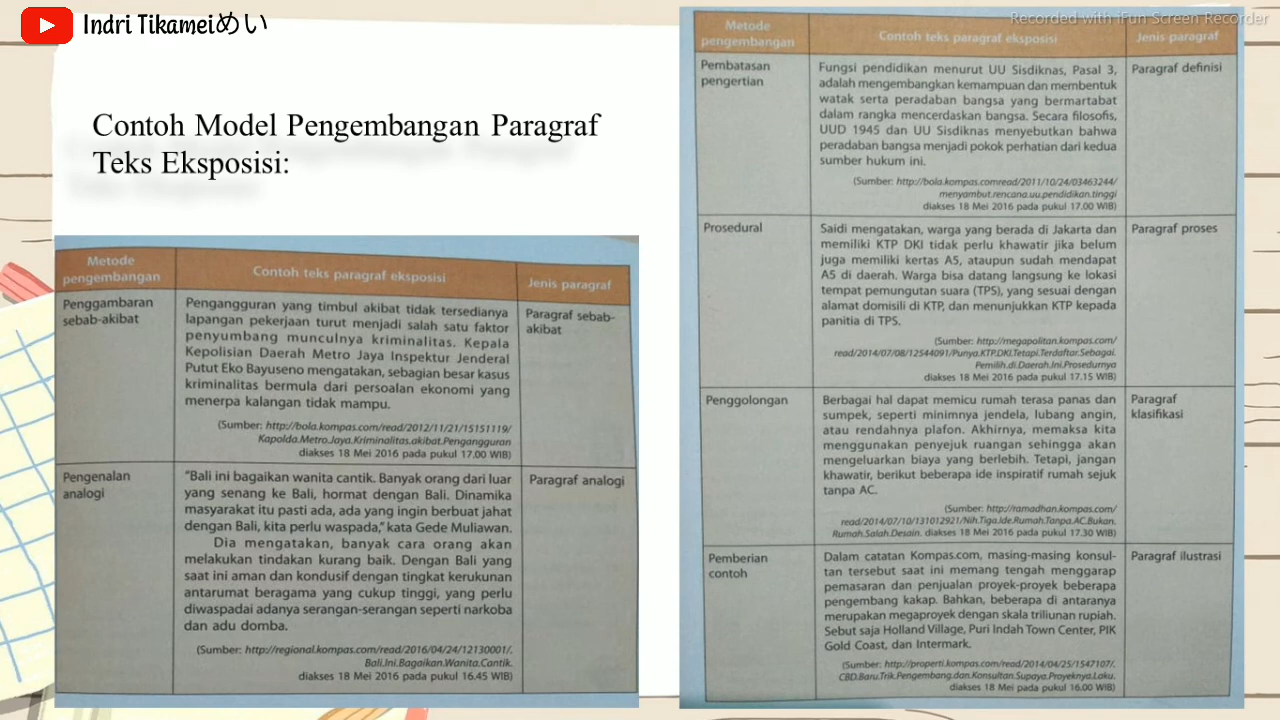 Indri Tikameiめい
Recorded with iFun Screen Recorder
Contoh Model Pengembangan Paragraf
Teks Eksposisi:
Metode
pengembangan
Contoh teks paragraf eksposisi
Jenis paragraf
Penggambaran
sebab-akibat
Pengangguran yang timbul akibat tidak tersedianya
lapangan pekerjaan turut menjadi salah satu faktor
penyumbang munculnya kriminalitas. Kepala
Kepolisian Daerah Metro Jaya Inspektur Jenderal
Putut Eko Bayuseno mengatakan, sebagian besar kasus
kriminalitas bermula dari persoalan ekonomi yang
menerpa kalangan tidak mampu.
(Sumber: http://bola.kompas.com/read/2012/11/21/15151119/
Kapolda.Metro.Jaya.Kriminalitas.akibat.Pengangguran
diakses 18 Mei 2016 pada pukul 17.00 WIB)
Paragraf sebab-
akibat
Pengenalan
analogi
"Bali ini bagaikan wanita cantik. Banyak orang dari luar
yang senang ke Bali, hormat dengan Bali. Dinamika
masyarakat itu pasti ada, ada yang ingin berbuat jahat
dengan Bali, kita perlu waspada," kata Gede Muliawan.
Dia mengatakan, banyak cara orang akan
melakukan tindakan kurang baik. Dengan Bali yang
saat ini aman dan kondusif dengan tingkat kerukunan
antarumat beragama yang cukup tinggi, yang perlu
diwaspadai adanya serangan-serangan seperti narkoba
dan adu domba.
(Sumber: http://regional.kompas.com/read/2016/04/24/12130001/.
Bali.Ini.Bagaikan.Wanita.Cantik.
diakses 18 Mei 2016 pada pukul 16.45 WIB)
Paragraf analogi
Metode
pengembangan
Contoh teks paragraf eksposisi
Jenis paragraf
Pembatasan
pengertian
Fungsi pendidikan menurut UU Sisdiknas, Pasal 3,
adalah mengembangkan kemampuan dan membentuk
watak serta peradaban bangsa yang bermartabat
dalam rangka mencerdaskan bangsa. Secara filosofis,
UUD 1945 dan UU Sisdiknas menyebutkan bahwa
peradaban bangsa menjadi pokok perhatian dari kedua
sumber hukum ini.
(Sumber: http://bola.kompas.comread/2011/10/24/03463244/
menyambut.rencana.uu.pendidikan.tinggi
diakses 18 Mei 2016 pada pukul 17.00 WIB)
Paragraf definisi
Prosedural
Saidi mengatakan, warga yang berada di Jakarta dan
memiliki KTP DKI tidak perlu khawatir jika belum
juga memiliki kertas A5, ataupun sudah mendapat
A5 di daerah. Warga bisa datang langsung ke lokasi
tempat pemungutan suara (TPS), yang sesuai dengan
alamat domisili di KTP, dan menunjukkan KTP kepada
panitia di TPS.
(Sumber: http://megapolitan.kompas.com/
read/2014/07/08/12544091/Punya.KTP.DKI.Tetapi.Terdaftar.Sebagai.
Pemilih.di.Daerah.Ini.Prosedurnya
diakses 18 Mei 2016 pada pukul 17.15 WIB)
Paragraf proses
Penggolongan
Berbagai hal dapat memicu rumah terasa panas dan
sumpek, seperti minimnya jendela, lubang angin,
atau rendahnya plafon. Akhirnya, memaksa kita
menggunakan penyejuk ruangan sehingga akan
mengeluarkan biaya yang berlebih. Tetapi, jangan
khawatir, berikut beberapa ide inspiratif rumah sejuk
tanpa AC.
(Sumber: http://ramadhan.kompas.com/
read/2014/07/10/131012921/Nih.Tiga.Ide.Rumah.Tanpa.AC.Bukan.
Rumah.Salah.Desain. diakses 18 Mei 2016 pada pukul 17.30 WIB)
Paragraf
klasifikasi
Pemberian
contoh
Dalam catatan Kompas.com, masing-masing konsul-
tan tersebut saat ini memang tengah menggarap
pemasaran dan penjualan proyek-proyek beberapa
pengembang kakap. Bahkan, beberapa di antaranya
merupakan megaproyek dengan skala triliunan rupiah.
Sebut saja Holland Village, Puri Indah Town Center, PIK
Gold Coast, dan Intermark.
(Sumber: http://properti.kompas.com/read/2014/04/25/1547107/.
CBD.Baru.Trik.Pengembang.dan.Konsultan.Supaya.Proyeknya.Laku.
diakses 18 Mei 2016 pada pukul 16.00 WIB)
Paragraf ilustrasi